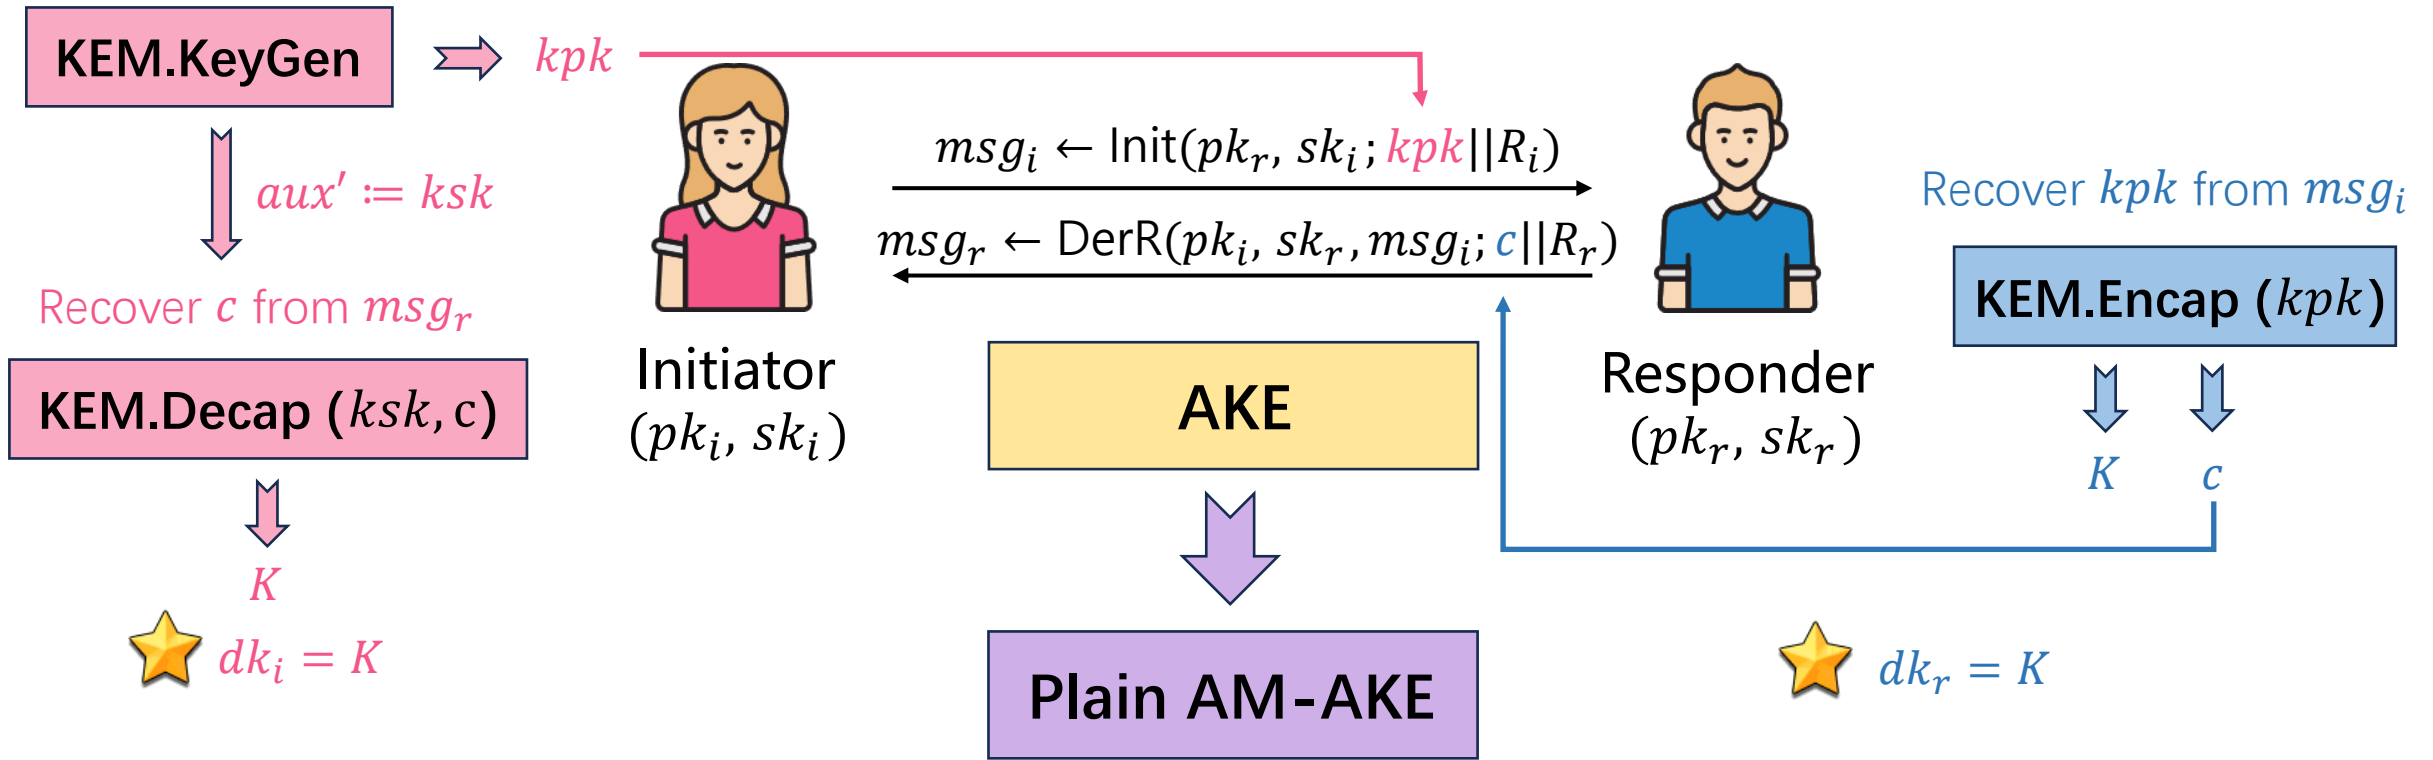 KEM.KeyGen
kpk
aux′ ≔ ksk
Recover c from msg_r
KEM.Decap (ksk, c)
K
dk_i = K
msg_i ← Init(pk_r, sk_i; kpk||R_i)
msg_r ← DerR(pk_i, sk_r, msg_i; c||R_r)
Initiator
(pk_i, sk_i)
AKE
Plain AM-AKE
Responder
(pk_r, sk_r)
Recover kpk from msg_i
KEM.Encap (kpk)
K c
dk_r = K